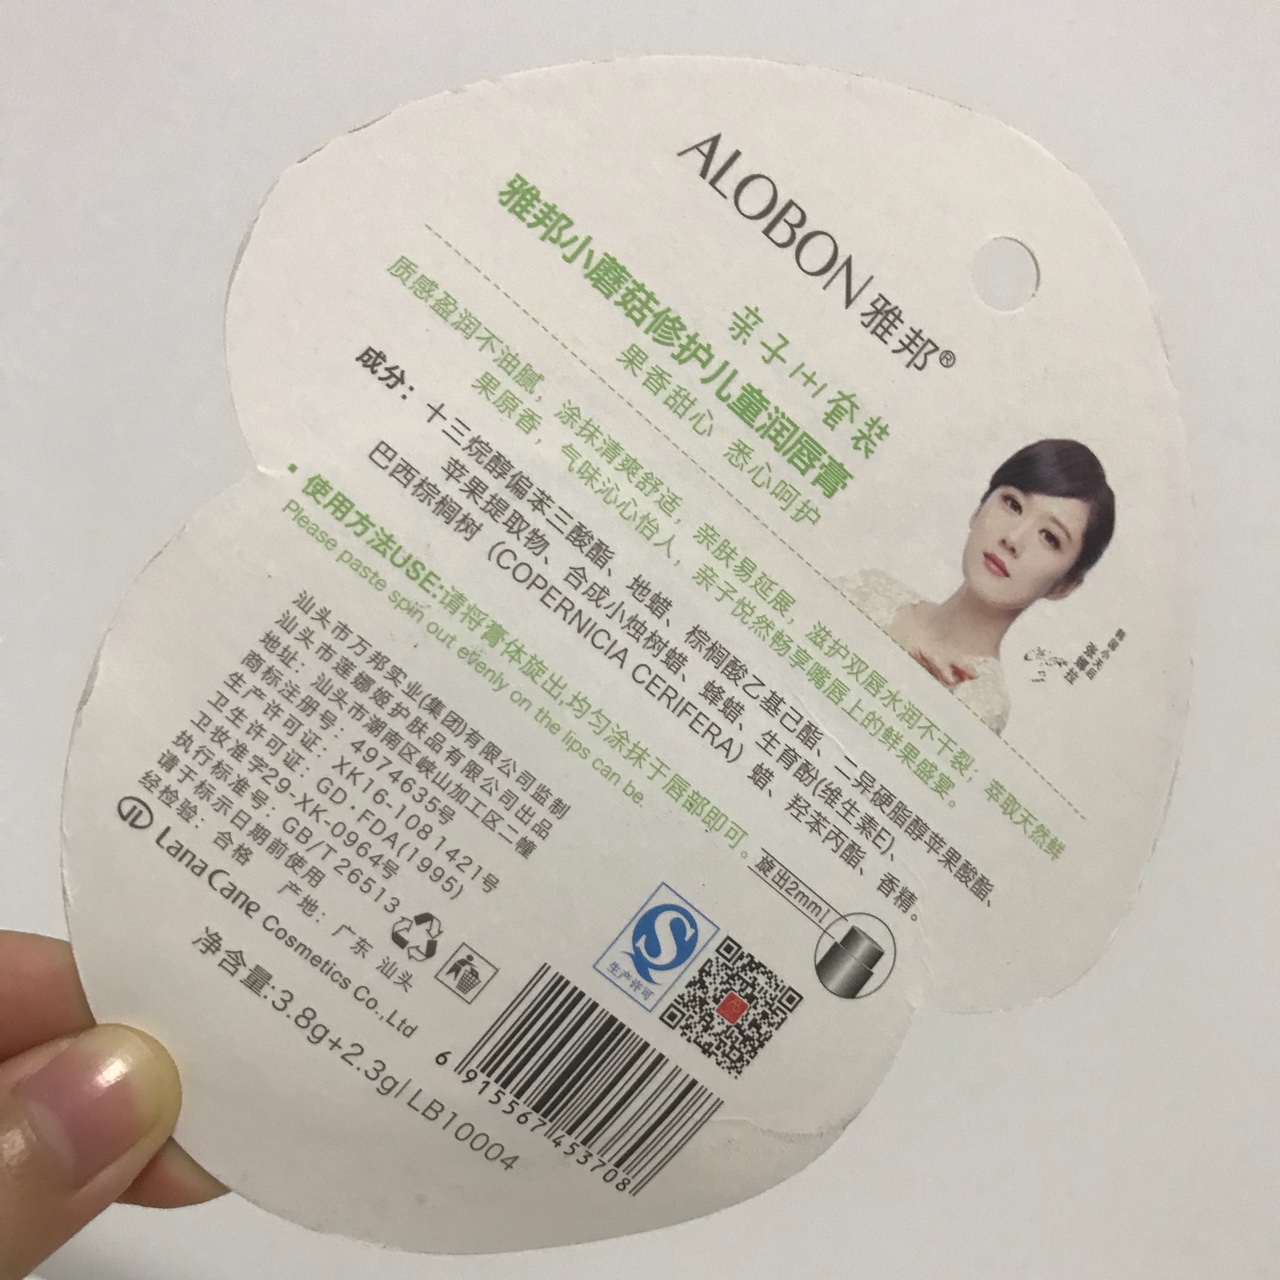 ALOBON 雅邦®
亲子1+1套装
雅邦小蘑菇修护儿童润唇膏
果香甜心 悉心呵护
质感盈润不油腻，涂抹清爽舒适，亲肤易延展，滋护双唇水润不干裂；萃取天然鲜
果原香，气味沁心怡人，亲子悦然畅享嘴唇上的鲜果盛宴。
成分：十三烷醇偏苯三酸酯、地蜡、棕榈酸乙基己酯、二异硬脂醇苹果酸酯、
苹果提取物、合成小烛树蜡、蜂蜡、生育酚(维生素E)、
巴西棕榈树（COPERNICIA CERIFERA）蜡、羟苯丙酯、香精。
使用方法USE:请将膏体旋出,均匀涂抹于唇部即可。
Please paste spin out evenly on the lips can be.
旋出2mm!
汕头市万邦实业(集团)有限公司监制
汕头市莲娜姬护肤品有限公司出品
地址：汕头市潮南区峡山加工区二幢
商标注册号：4974635号
生产许可证：XK16-108 1421号
卫生许可证：GD·FDA(1995)
卫妆准字29-XK-0964号
执行标准号：GB/T 26513
请于标示日期前使用
经检验：合格 产地：广东 汕头
LanaCane Cosmetics Co.,Ltd
净含量:3.8g+2.3g/LB10004
生产许可
6 915567 453708